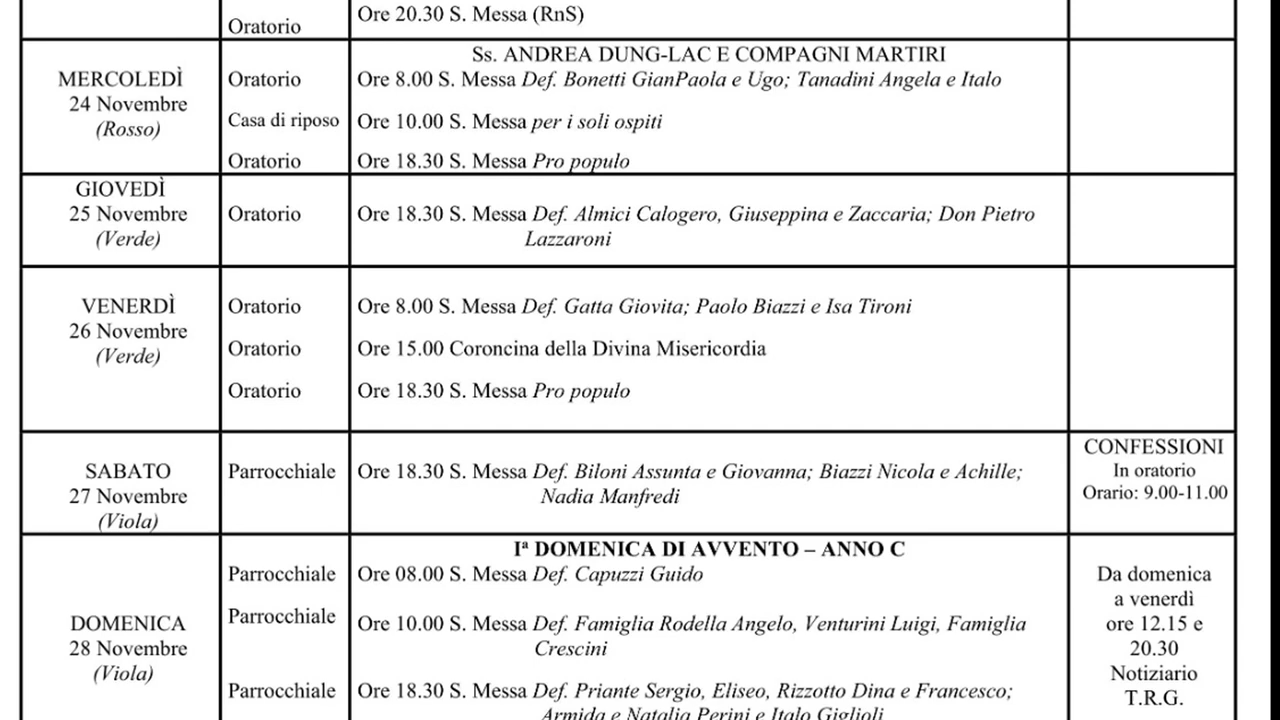 Oratorio
Ore 20.30 S. Messa (RnS)
MERCOLEDÌ
24 Novembre
(Rosso)
Ss. ANDREA DUNG-LAC E COMPAGNI MARTIRI
Oratorio Ore 8.00 S. Messa Def. Bonetti GianPaola e Ugo; Tanadini Angela e Italo
Casa di riposo Ore 10.00 S. Messa per i soli ospiti
Oratorio Ore 18.30 S. Messa Pro populo
GIOVEDÌ
25 Novembre
(Verde)
Oratorio Ore 18.30 S. Messa Def. Almici Calogero, Giuseppina e Zaccaria; Don Pietro
Lazzaroni
VENERDÌ
26 Novembre
(Verde)
Oratorio Ore 8.00 S. Messa Def. Gatta Giovita; Paolo Biazzi e Isa Tironi
Oratorio Ore 15.00 Coroncina della Divina Misericordia
Oratorio Ore 18.30 S. Messa Pro populo
SABATO
27 Novembre
(Viola)
Parrocchiale Ore 18.30 S. Messa Def. Biloni Assunta e Giovanna; Biazzi Nicola e Achille;
Nadia Manfredi
CONFESSIONI
In oratorio
Orario: 9.00-11.00
DOMENICA
28 Novembre
(Viola)
Iª DOMENICA DI AVVENTO – ANNO C
Parrocchiale Ore 08.00 S. Messa Def. Capuzzi Guido
Parrocchiale Ore 10.00 S. Messa Def. Famiglia Rodella Angelo, Venturini Luigi, Famiglia
Crescini
Parrocchiale Ore 18.30 S. Messa Def. Priante Sergio, Eliseo, Rizzotto Dina e Francesco;
Armida e Natalia Perini e Italo Giglioli
Da domenica
a venerdì
ore 12.15 e
20.30
Notiziario
T.R.G.